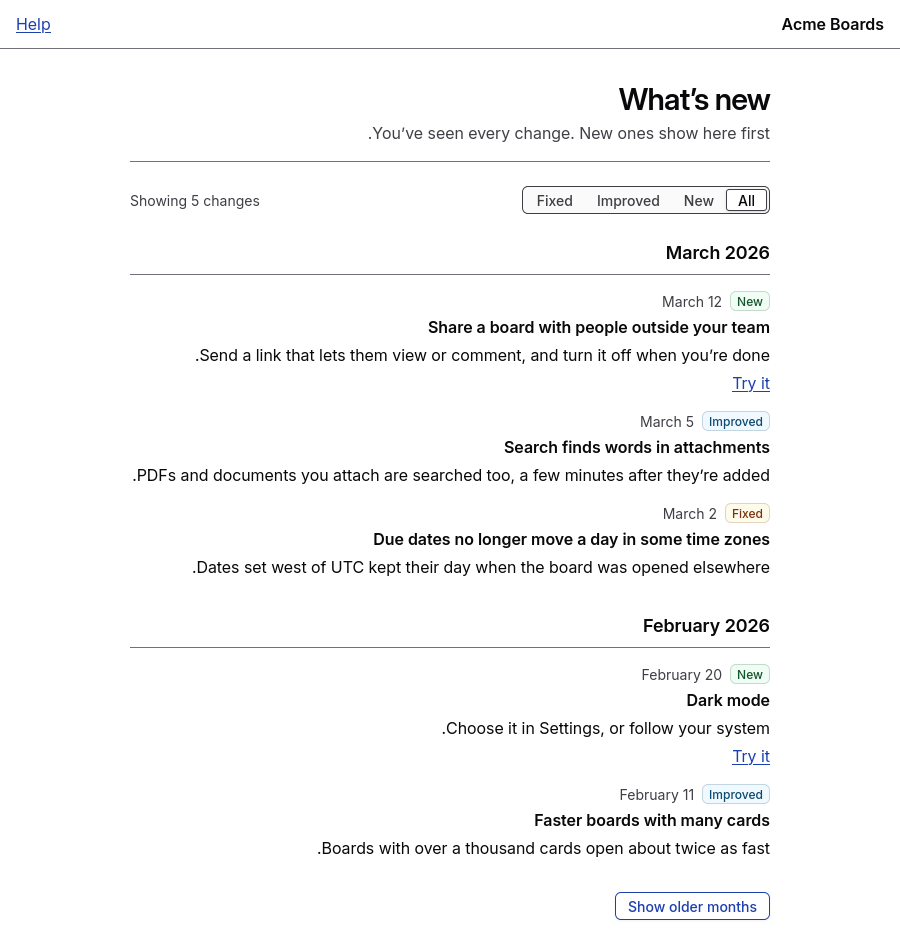 Acme Boards
Help
What’s new
.You’ve seen every change. New ones show here first
All
New
Improved
Fixed
Showing 5 changes
March 2026
New
March 12
Share a board with people outside your team
.Send a link that lets them view or comment, and turn it off when you’re done
Try it
Improved
March 5
Search finds words in attachments
.PDFs and documents you attach are searched too, a few minutes after they’re added
Fixed
March 2
Due dates no longer move a day in some time zones
.Dates set west of UTC kept their day when the board was opened elsewhere
February 2026
New
February 20
Dark mode
.Choose it in Settings, or follow your system
Try it
Improved
February 11
Faster boards with many cards
.Boards with over a thousand cards open about twice as fast
Show older months